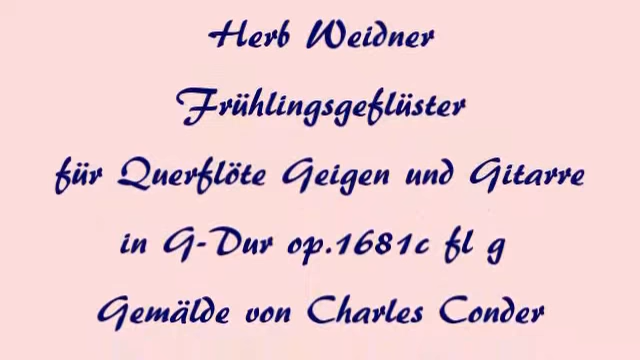 Herb Weidner
Frühlingsgeflüster
für Querflöte Geigen und Gitarre
in G-Dur op.1681c fl g
Gemälde von Charles Conder